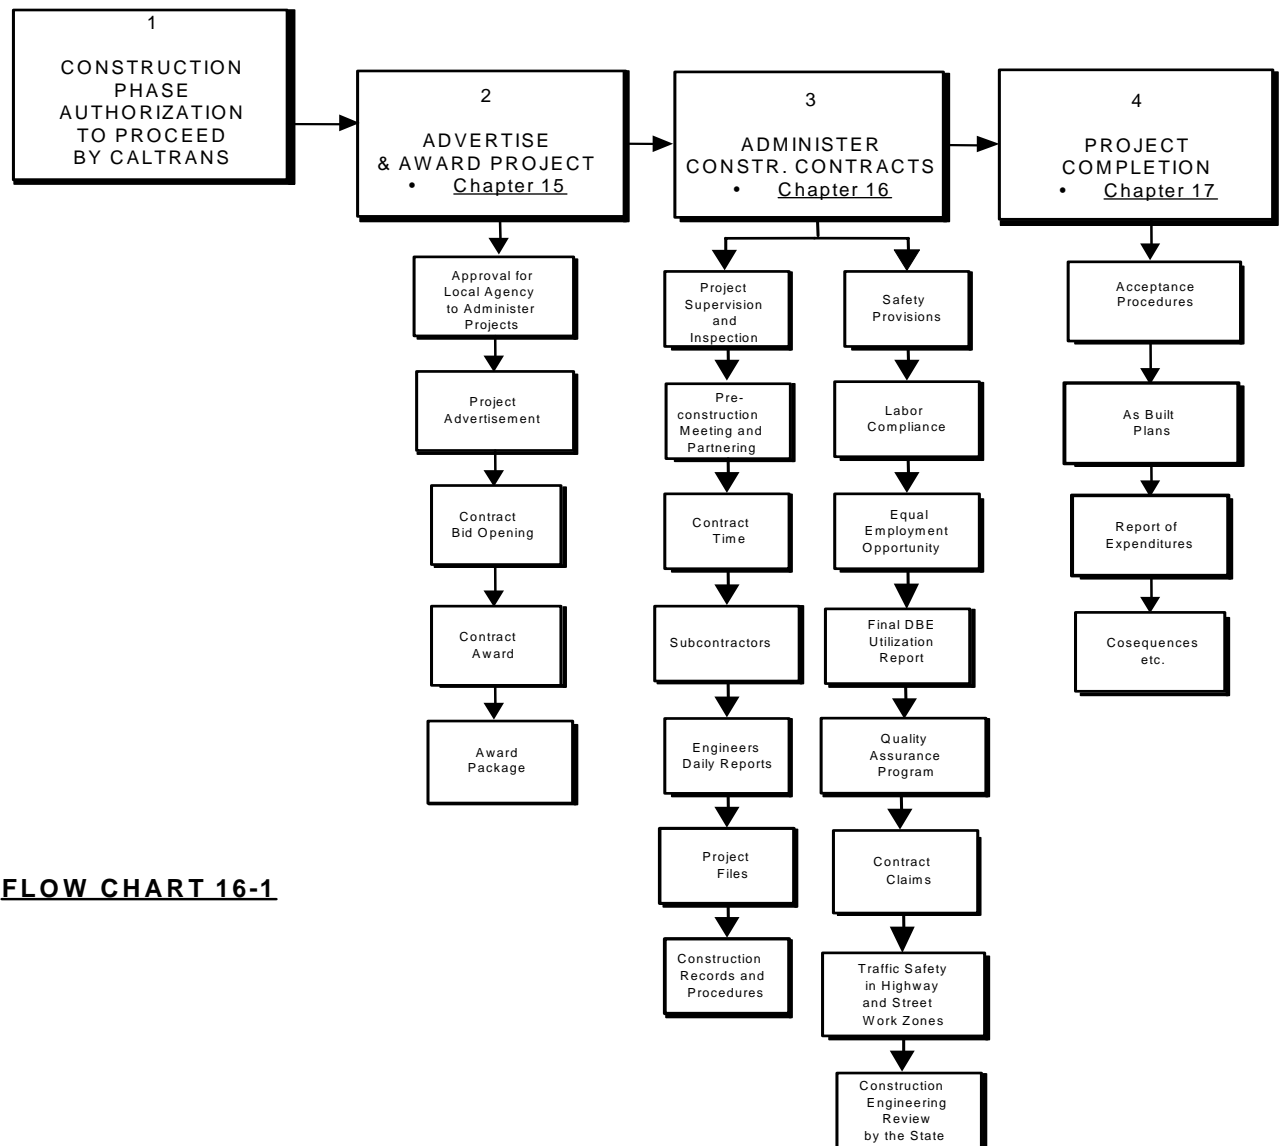 1
CONSTRUCTION
PHASE
AUTHORIZATION
TO PROCEED
BY CALTRANS
2
ADVERTISE
& AWARD PROJECT
• Chapter 15
3
ADMINISTER
CONSTR. CONTRACTS
• Chapter 16
4
PROJECT
COMPLETION
• Chapter 17
Approval for
Local Agency
to Administer
Projects
Project
Advertisement
Contract
Bid Opening
Contract
Award
Award
Package
Project
Supervision
and
Inspection
Pre-
construction
Meeting and
Partnering
Contract
Time
Subcontractors
Engineers
Daily Reports
Project
Files
Construction
Records and
Procedures
Safety
Provisions
Labor
Compliance
Equal
Employment
Opportunity
Final DBE
Utilization
Report
Quality
Assurance
Program
Contract
Claims
Traffic Safety
in Highway
and Street
Work Zones
Construction
Engineering
Review
by the State
Acceptance
Procedures
As Built
Plans
Report of
Expenditures
Cosequences
etc.
FLOW CHART 16-1